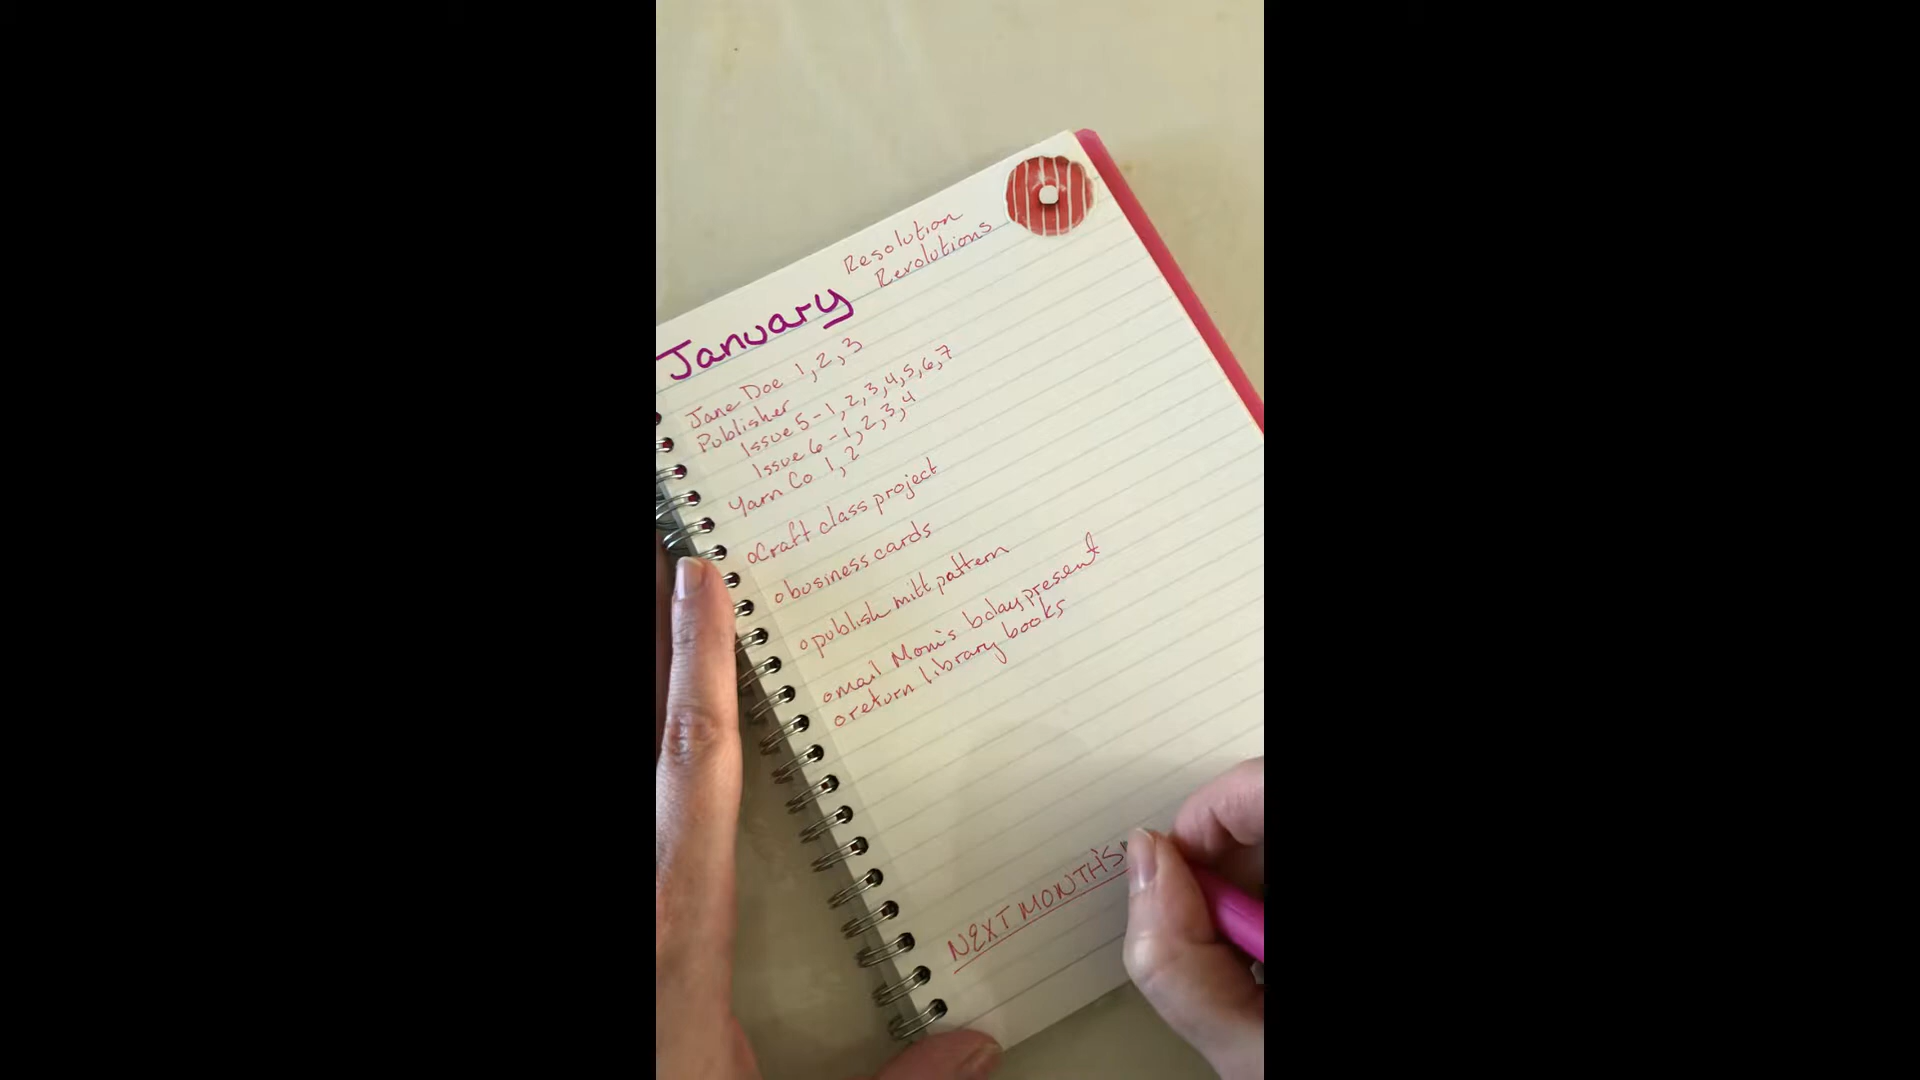 Resolution
Revolutions
January
Jane Doe 1, 2, 3
Publisher
Issue 5 - 1, 2, 3, 4, 5, 6, 7
Issue 6 - 1, 2, 3, 4
Yarn Co. 1, 2
o Craft class project
o business cards
o publish mitt pattern
o mail Mom's bday present
o return library books
NEXT MONTH'S